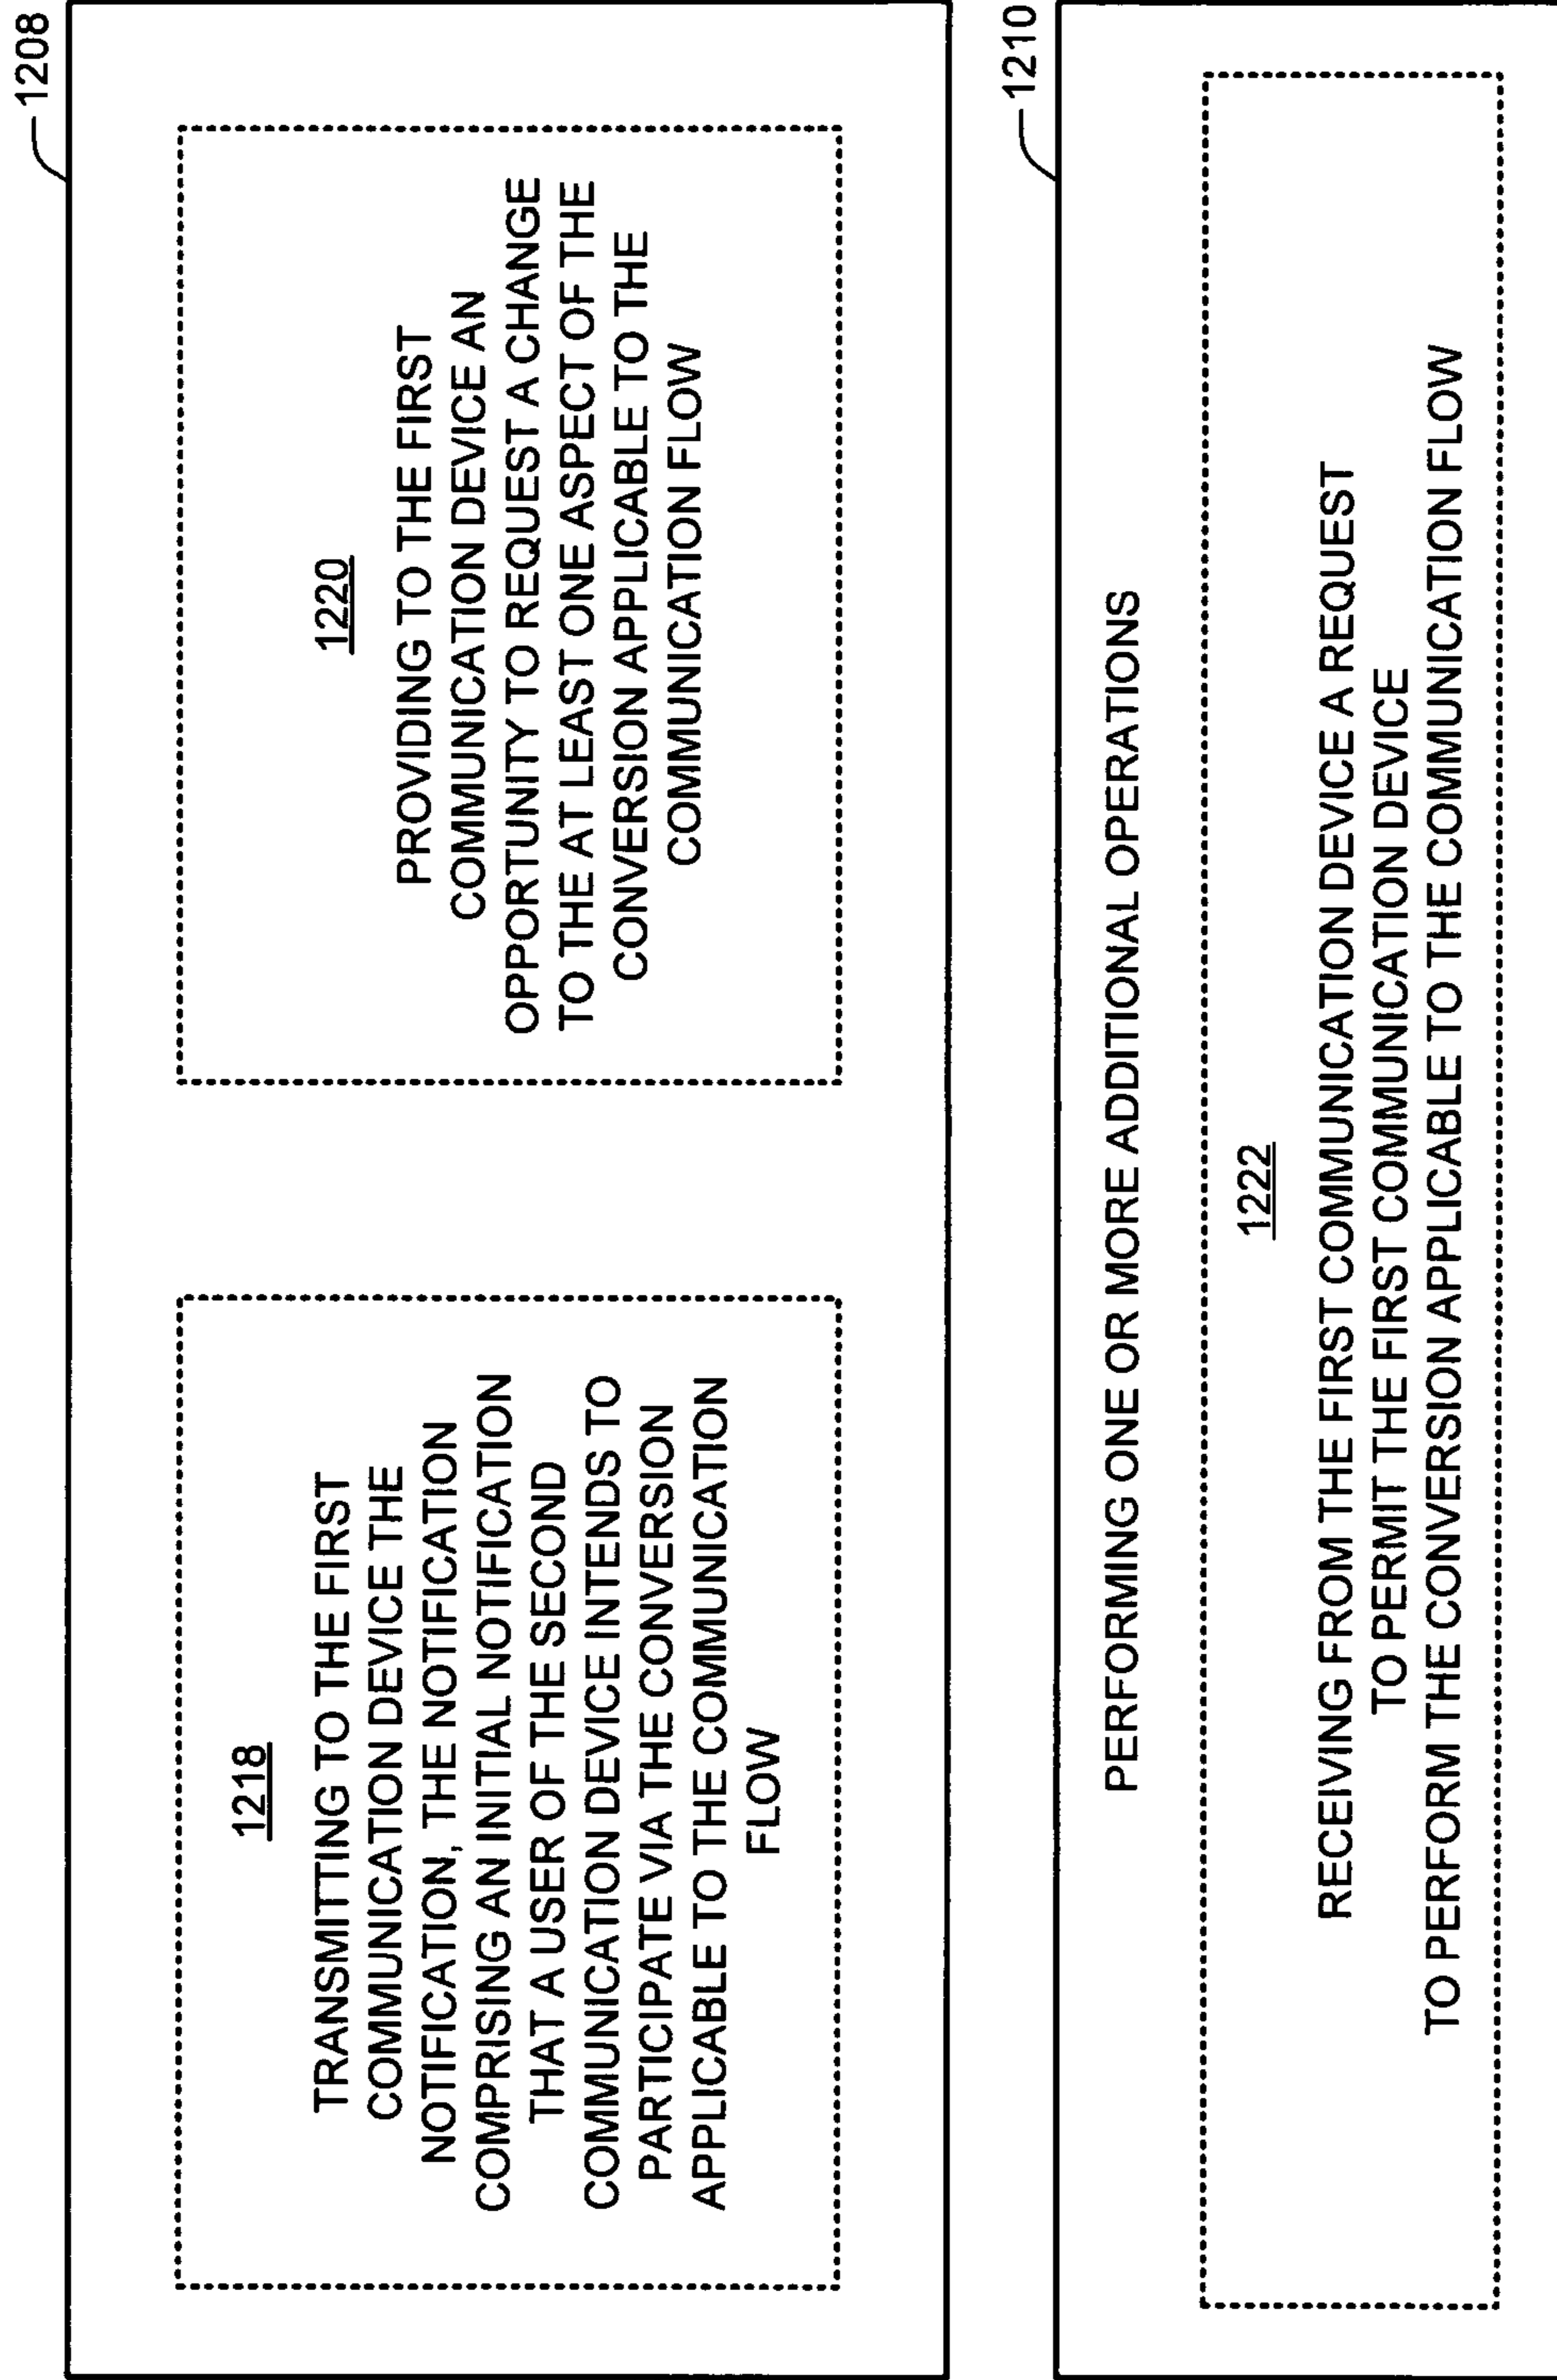 1208
1218
TRANSMITTING TO THE FIRST
COMMUNICATION DEVICE THE
NOTIFICATION, THE NOTIFICATION
COMPRISING AN INITIAL NOTIFICATION
THAT A USER OF THE SECOND
COMMUNICATION DEVICE INTENDS TO
PARTICIPATE VIA THE CONVERSION
APPLICABLE TO THE COMMUNICATION
FLOW
1220
PROVIDING TO THE FIRST
COMMUNICATION DEVICE AN
OPPORTUNITY TO REQUEST A CHANGE
TO THE AT LEAST ONE ASPECT OF THE
CONVERSION APPLICABLE TO THE
COMMUNICATION FLOW
1210
PERFORMING ONE OR MORE ADDITIONAL OPERATIONS
1222
RECEIVING FROM THE FIRST COMMUNICATION DEVICE A REQUEST
TO PERMIT THE FIRST COMMUNICATION DEVICE
TO PERFORM THE CONVERSION APPLICABLE TO THE COMMUNICATION FLOW